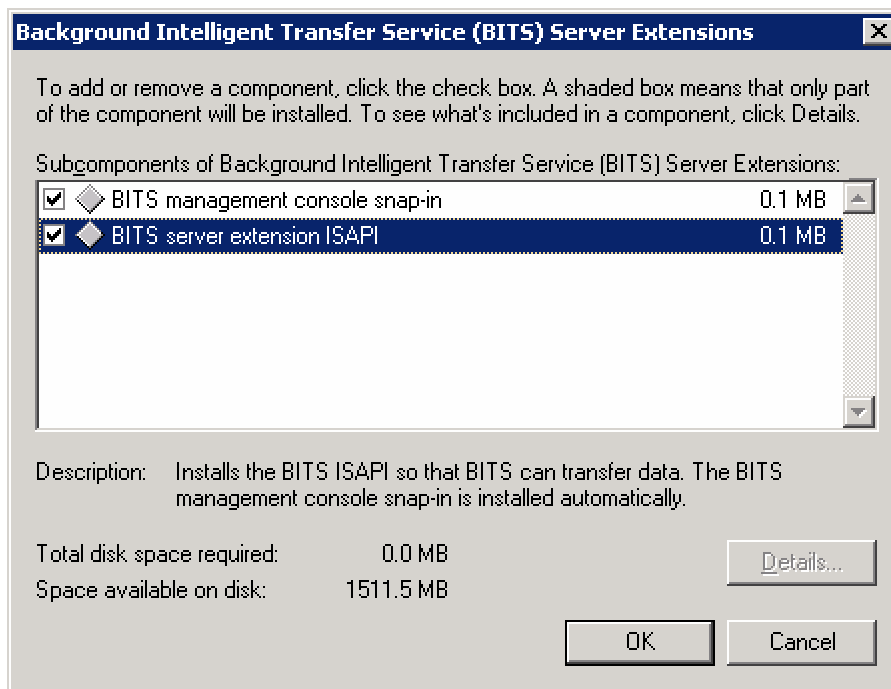 Background Intelligent Transfer Service (BITS) Server Extensions
To add or remove a component, click the check box. A shaded box means that only part
of the component will be installed. To see what's included in a component, click Details.
Subcomponents of Background Intelligent Transfer Service (BITS) Server Extensions:
BITS management console snap-in 0.1 MB
BITS server extension ISAPI 0.1 MB
Description: Installs the BITS ISAPI so that BITS can transfer data. The BITS
management console snap-in is installed automatically.
Total disk space required: 0.0 MB
Details...
Space available on disk: 1511.5 MB
OK Cancel